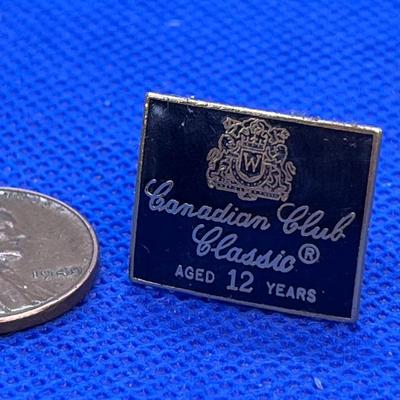 W
Canadian Club
Classic®
AGED 12 YEARS